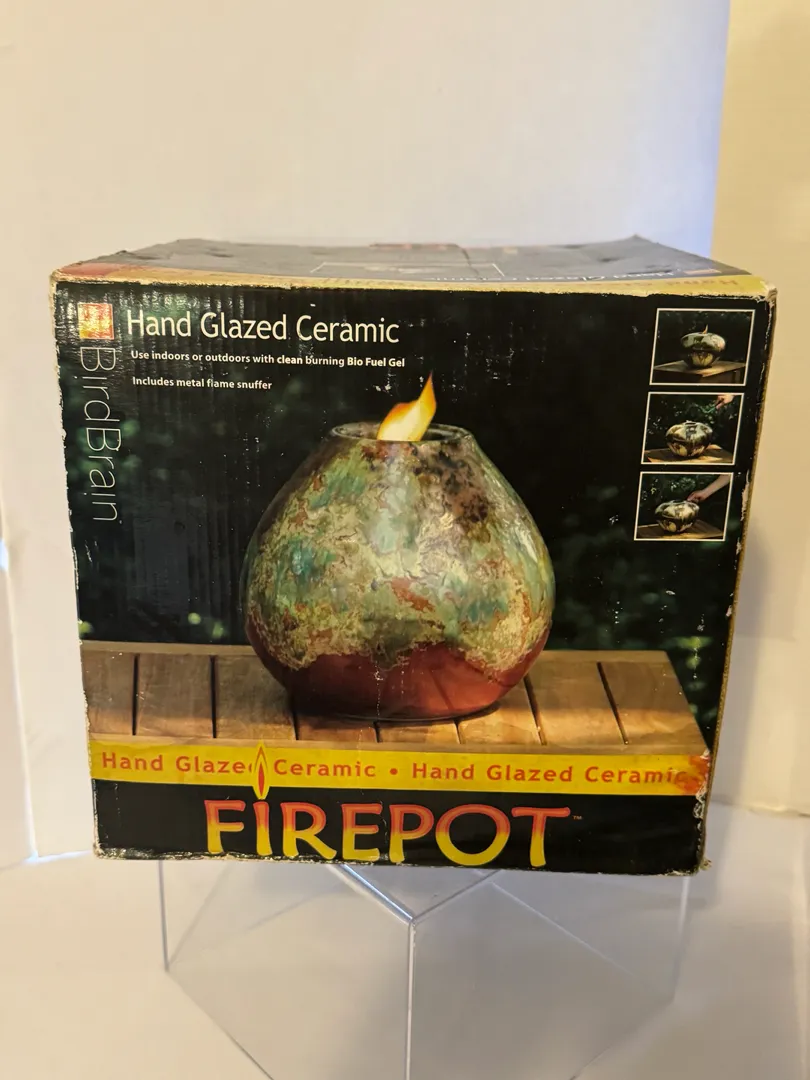 Hand Glazed Ceramic
Use indoors or outdoors with clean burning Bio Fuel Gel
Includes metal flame snuffer
BirdBrain
Hand Glazed Ceramic • Hand Glazed Ceramic
FIREPOT™